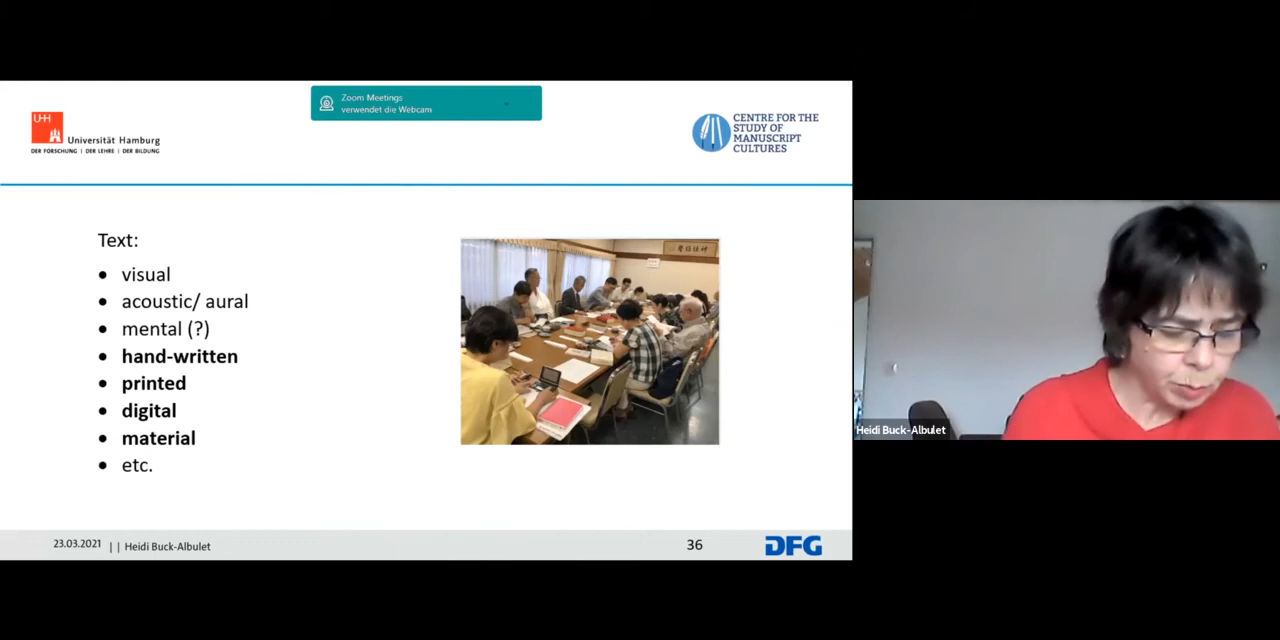 Zoom Meetings
verwendet die Webcam
UHH
Universität Hamburg
DER FORSCHUNG | DER LEHRE | DER BILDUNG
CENTRE FOR THE
STUDY OF
MANUSCRIPT
CULTURES
Text:
• visual
• acoustic/ aural
• mental (?)
• hand-written
• printed
• digital
• material
• etc.
Heidi Buck-Albulet
23.03.2021 | | Heidi Buck-Albulet
36
DFG